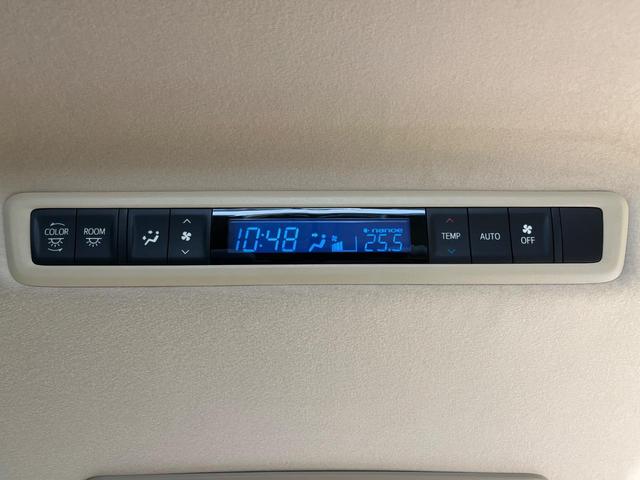 COLOR
ROOM
10:48
nanoe
25.5
TEMP
AUTO
OFF